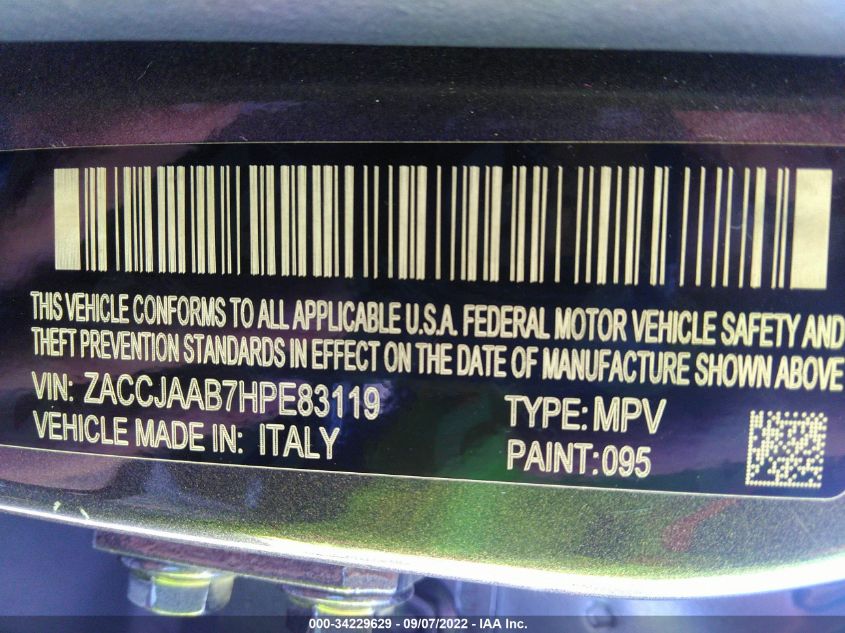 THIS VEHICLE CONFORMS TO ALL APPLICABLE U.S.A. FEDERAL MOTOR VEHICLE SAFETY AND
THEFT PREVENTION STANDARDS IN EFFECT ON THE DATE OF MANUFACTURE SHOWN ABOVE
VIN: ZACCJAAB7HPE83119 TYPE: MPV
VEHICLE MADE IN: ITALY PAINT: 095
000-34229629 - 09/07/2022 - IAA Inc.